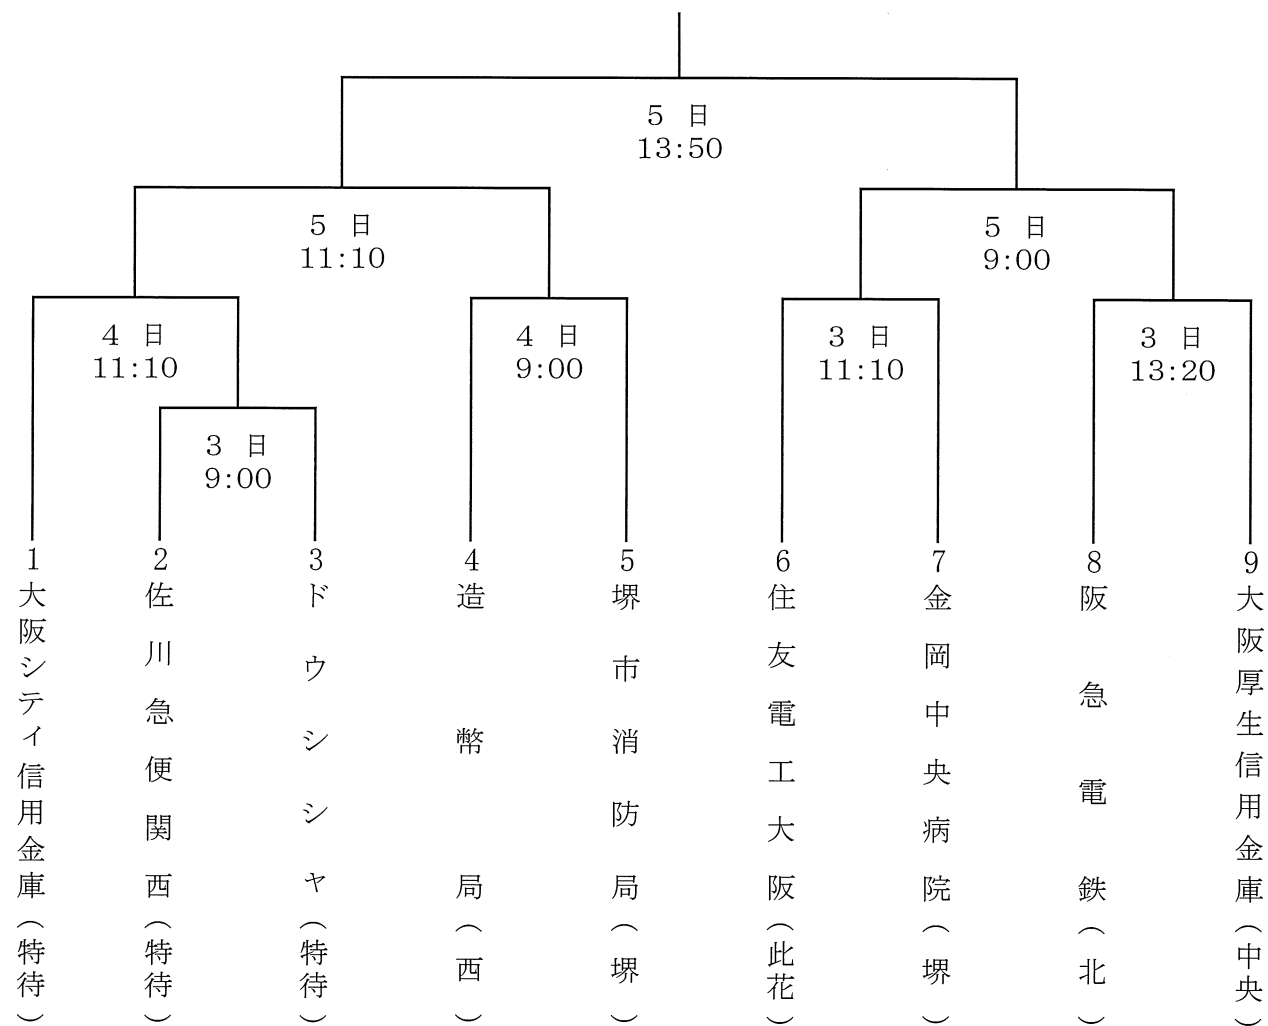 ５ 日
13:50
５ 日
11:10
５ 日
9:00
４ 日
11:10
４ 日
9:00
３ 日
11:10
３ 日
13:20
３ 日
9:00
1 大阪シティ信用金庫（特待）
2 佐川急便関西（特待）
3 ドウシシャ（特待）
4 造幣局（西）
5 堺市消防局（堺）
6 住友電工大阪（此花）
7 金岡中央病院（堺）
8 阪急電鉄（北）
9 大阪厚生信用金庫（中央）